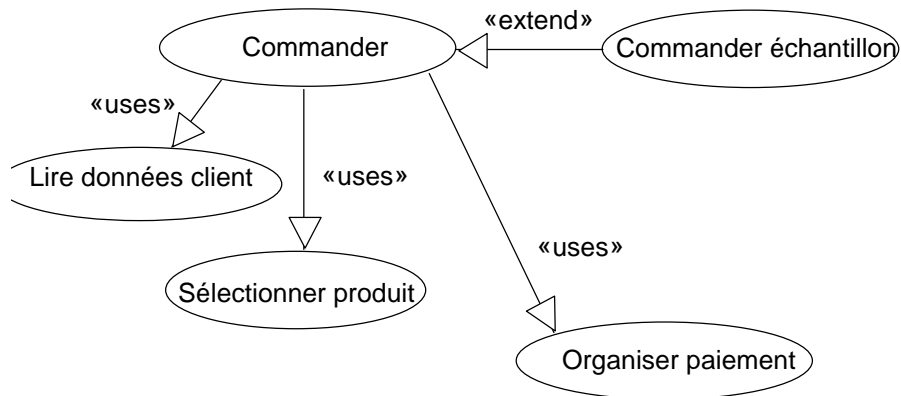 «extend»
Commander
Commander échantillon
«uses»
Lire données client
«uses»
«uses»
Sélectionner produit
Organiser paiement